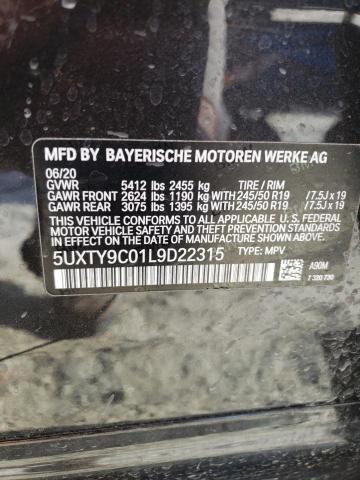 MFD BY BAYERISCHE MOTOREN WERKE AG
06/20
GVWR 5412 lbs 2455 kg TIRE / RIM
GAWR FRONT 2624 lbs 1190 kg WITH 245/50 R19 /7.5J x 19
GAWR REAR 3075 lbs 1395 kg WITH 245/50 R19 /7.5J x 19
THIS VEHICLE CONFORMS TO ALL APPLICABLE U. S. FEDERAL
MOTOR VEHICLE SAFETY AND THEFT PREVENTION STANDARDS
IN EFFECT ON THE DATE OF MANUFACTURE SHOWN ABOVE.
5UXTY9C01L9D22315 TYPE: MPV
A90M
7 320 730